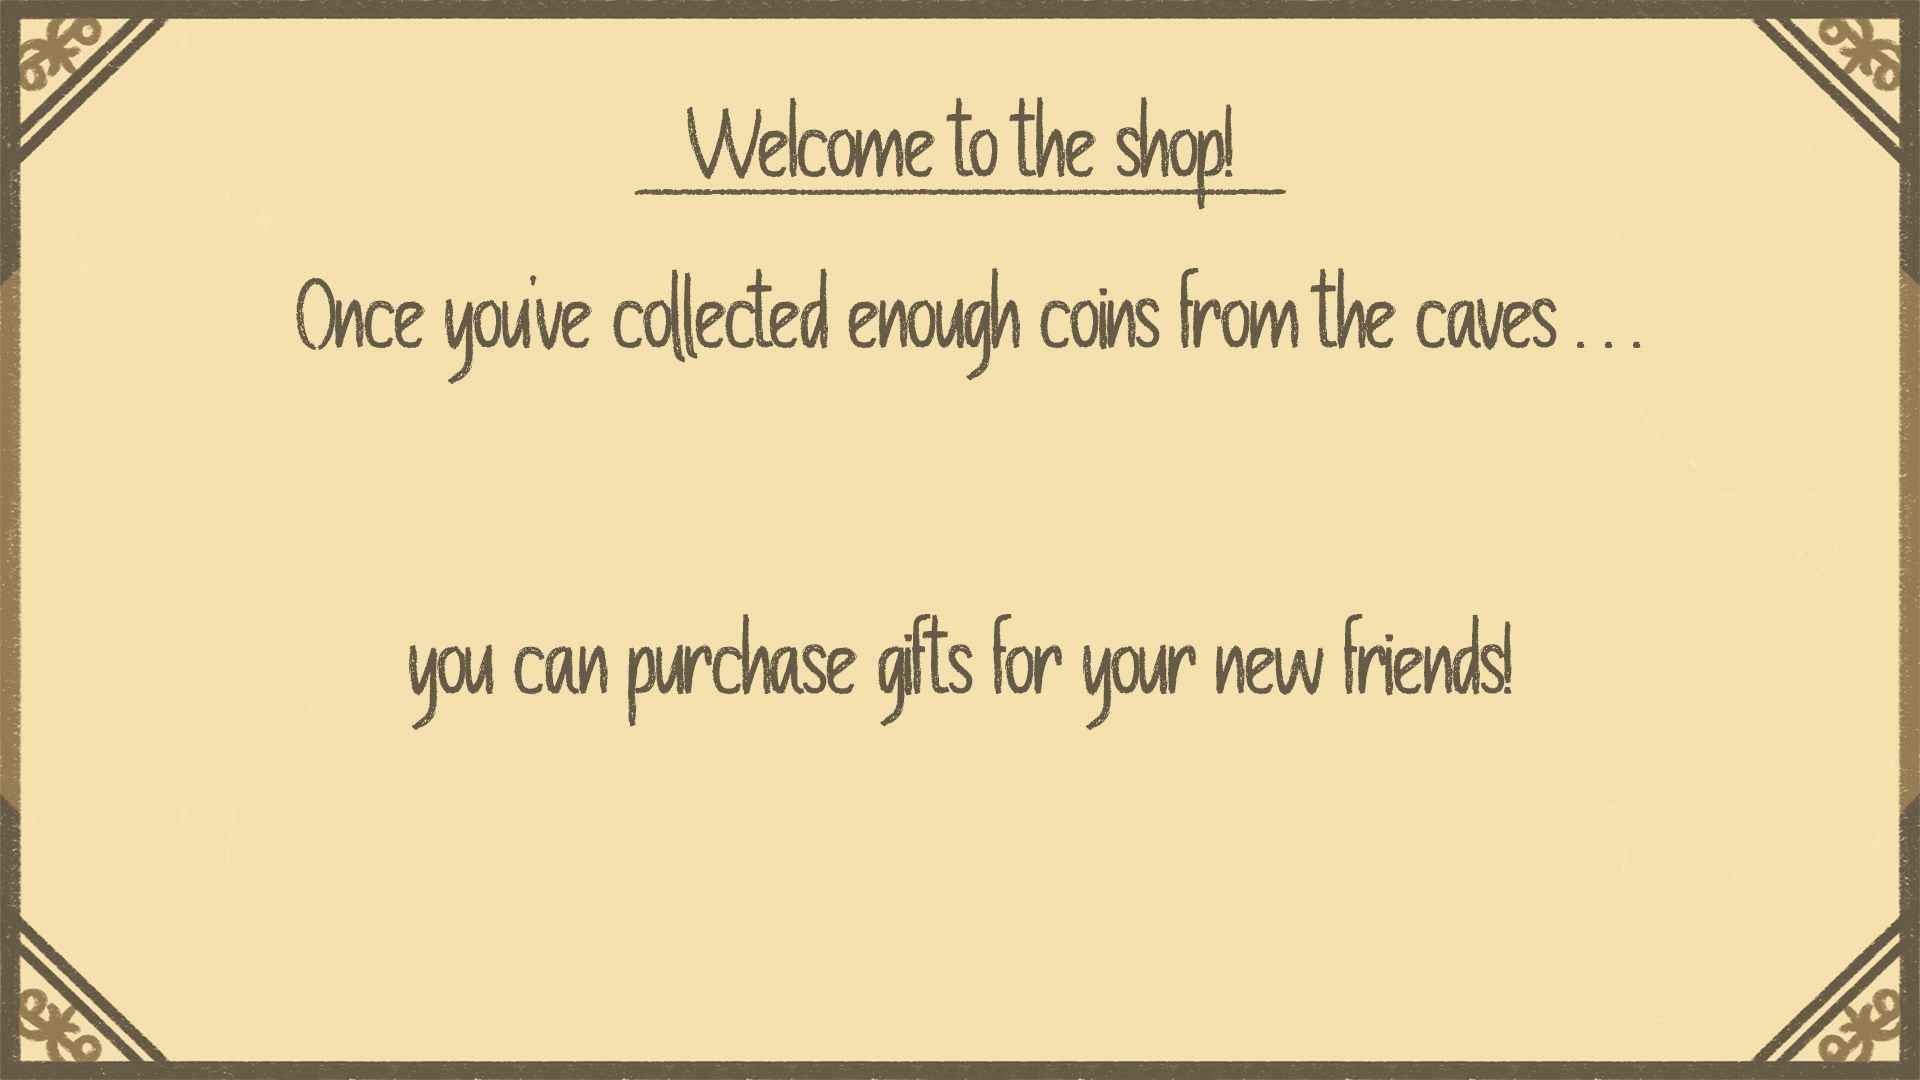 Welcome to the shop!
Once you've collected enough coins from the caves . . .
you can purchase gifts for your new friends!